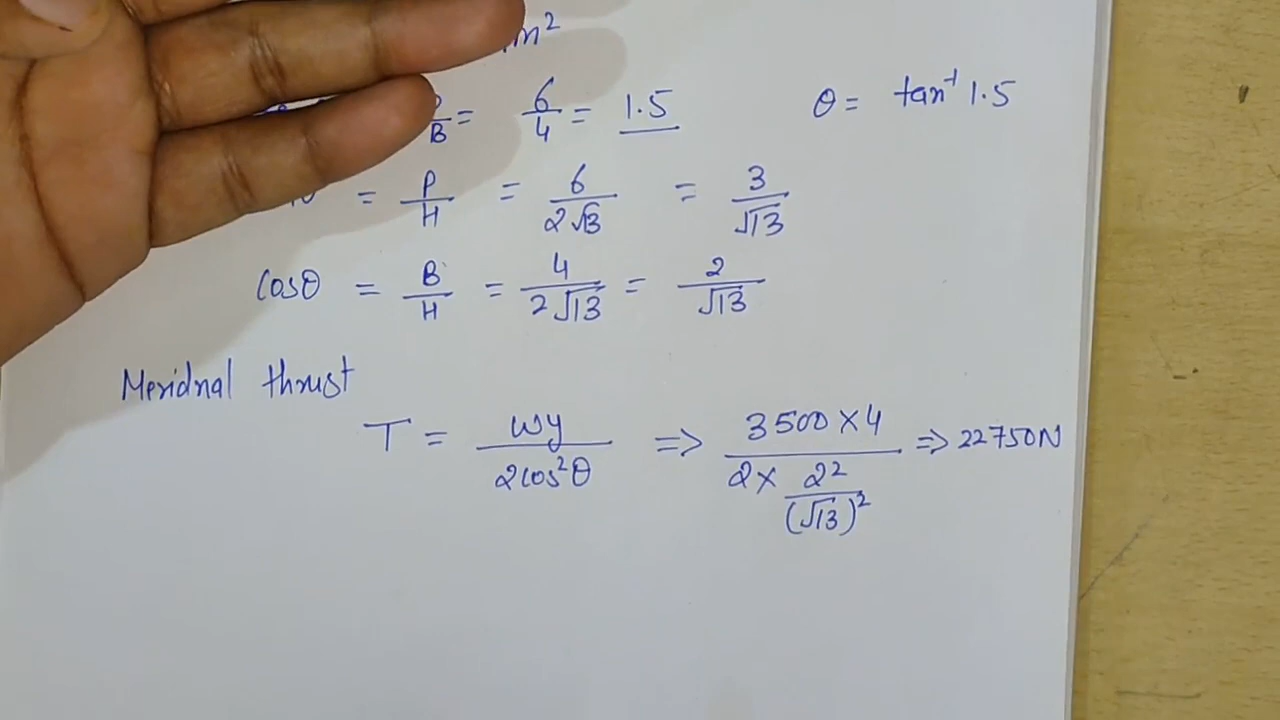 m²
B = 6/4 = 1.5 θ = tan⁻¹ 1.5
= P/H = 6/2√3 = 3/√13
Cosθ = B/H = 4/2√13 = 2/√13
Meridnal thrust
T = wy/2cos²θ => 3500×4/2×2²/(√13)² => 22750N